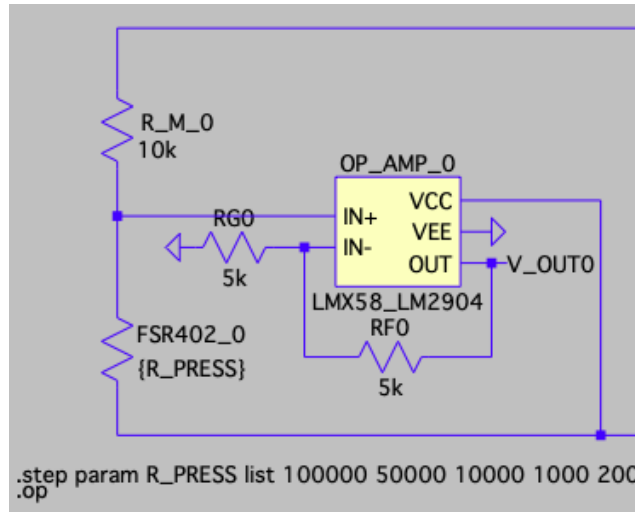 R_M_0
10k
OP_AMP_0
VCC
IN+
RG0
VEE
IN-
OUT
V_OUT0
5k
LMX58_LM2904
FSR402_0
RF0
{R_PRESS}
5k
.step param R_PRESS list 100000 50000 10000 1000 200
.op